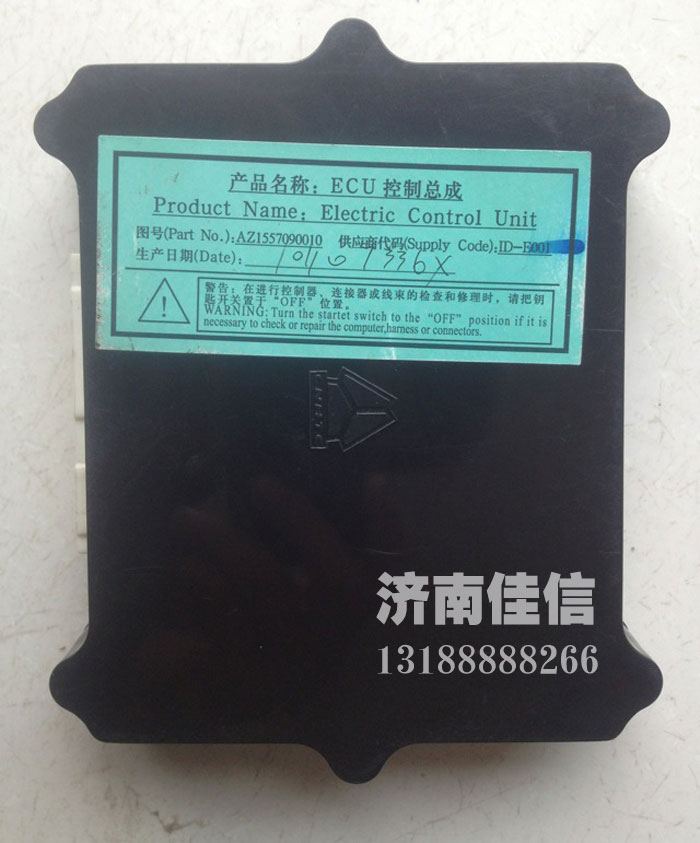 产品名称：ECU 控制总成
Product Name: Electric Control Unit
图号(Part No.):AZ1557090010 供应商代码(Supply Code):ID-E001
生产日期(Date):
警告：在进行控制器、连接器或线束的检查和修理时，请把钥
匙开关置于“OFF”位置。
WARNING: Turn the startet switch to the “OFF” position if it is
necessary to check or repair the computer,harness or connectors.
济南佳信
13188888266